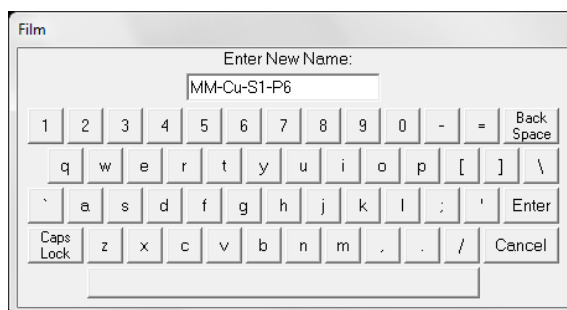 Film
Enter New Name:
MM-Cu-S1-P6
1 2 3 4 5 6 7 8 9 0 - = Back Space
q w e r t y u i o p [ ] \
` a s d f g h j k l ; ' Enter
Caps Lock z x c v b n m , . / Cancel